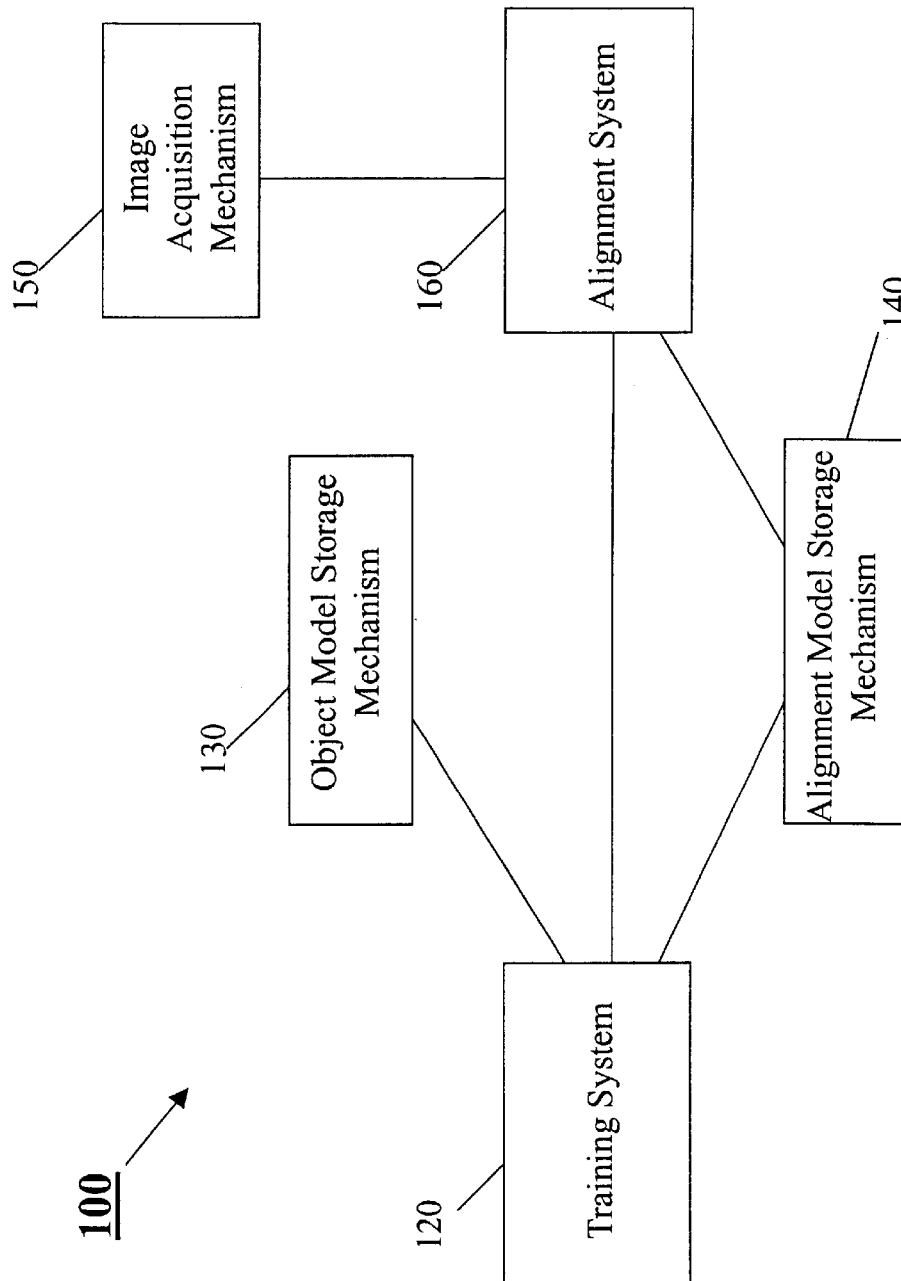 100
150
Image
Acquisition
Mechanism
130
Object Model Storage
Mechanism
120
Training System
160
Alignment System
Alignment Model Storage
Mechanism
140